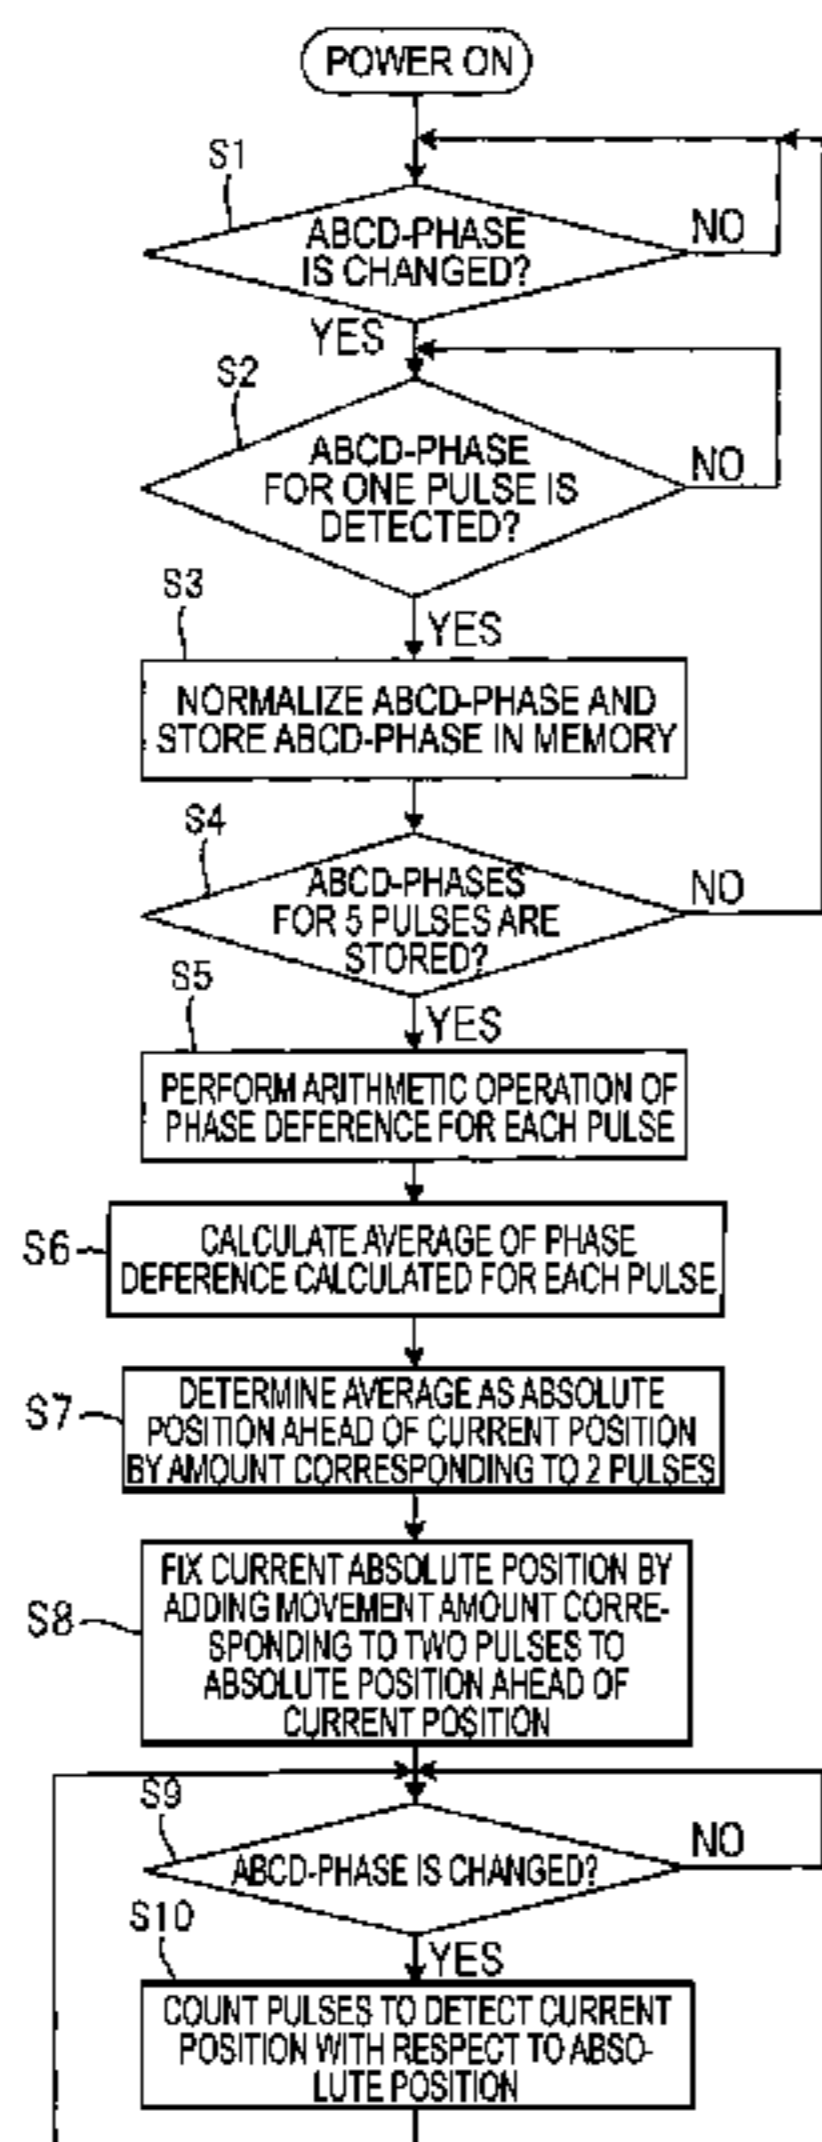 POWER ON
S1
ABCD-PHASE
IS CHANGED?
NO
YES
S2
ABCD-PHASE
FOR ONE PULSE IS
DETECTED?
NO
YES
S3
NORMALIZE ABCD-PHASE AND
STORE ABCD-PHASE IN MEMORY
S4
ABCD-PHASES
FOR 5 PULSES ARE
STORED?
NO
YES
S5
PERFORM ARITHMETIC OPERATION OF
PHASE DEFERENCE FOR EACH PULSE
S6
CALCULATE AVERAGE OF PHASE
DEFERENCE CALCULATED FOR EACH PULSE
S7
DETERMINE AVERAGE AS ABSOLUTE
POSITION AHEAD OF CURRENT POSITION
BY AMOUNT CORRESPONDING TO 2 PULSES
S8
FIX CURRENT ABSOLUTE POSITION BY
ADDING MOVEMENT AMOUNT CORRE-
SPONDING TO TWO PULSES TO
ABSOLUTE POSITION AHEAD OF
CURRENT POSITION
S9
ABCD-PHASE IS CHANGED?
NO
YES
S10
COUNT PULSES TO DETECT CURRENT
POSITION WITH RESPECT TO ABSO-
LUTE POSITION